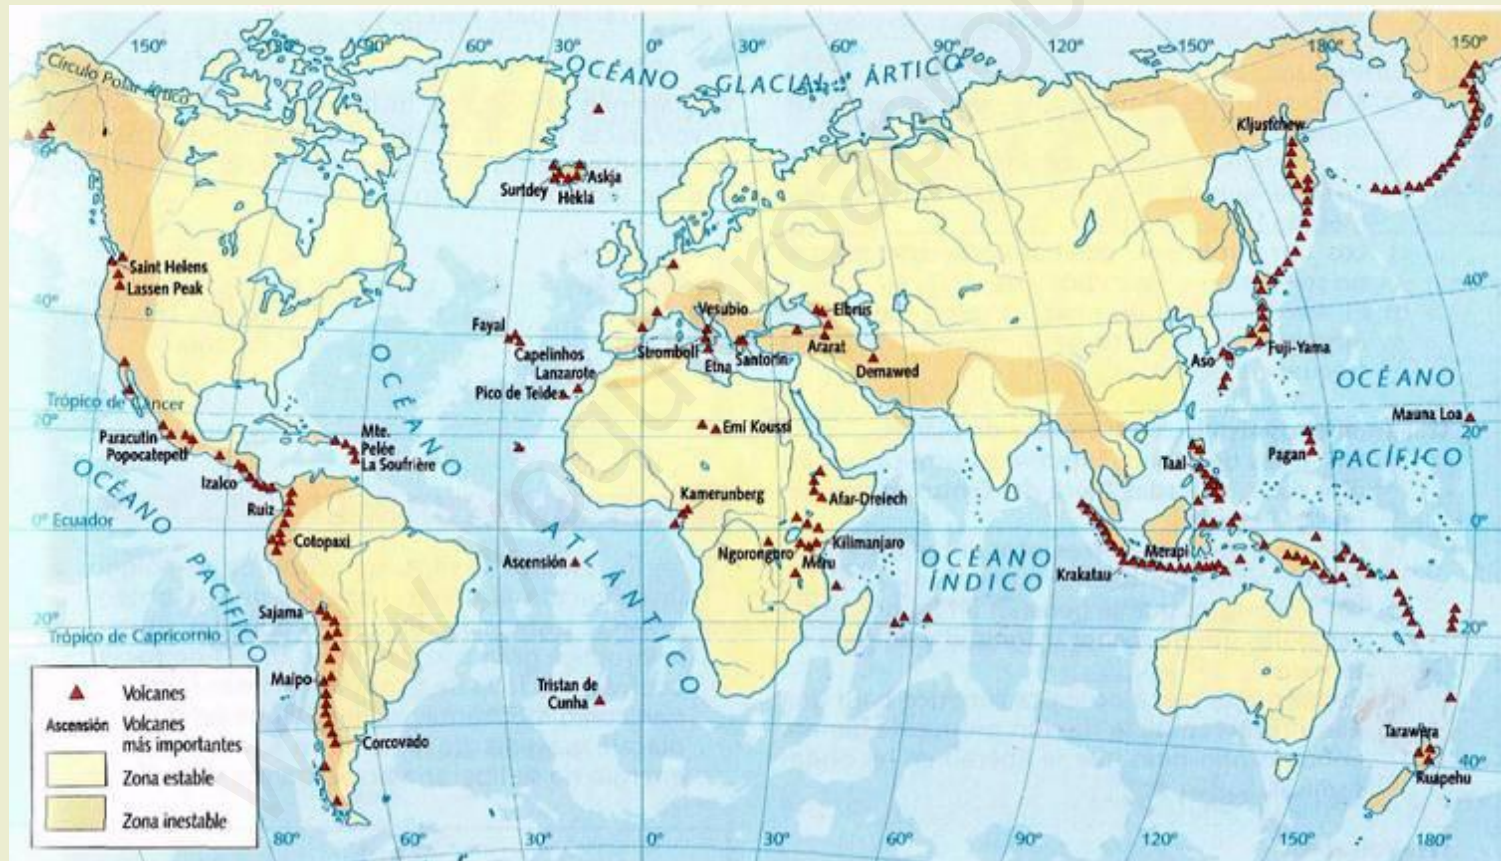 150°
120°
90°
60°
30°
0°
30°
60°
90°
120°
150°
180°
150°
OCÉANO GLACIAL ÁRTICO
Círculo Polar Ártico
60°
Kljustchew
Surtdey
Askja
Hekla
Saint Helens
Lassen Peak
40°
40°
Vesubio
Elbrus
Fayal
Capelinhos
Stromboli
Etna
Santorin
Ararat
Demawed
Aso
Fuji-Yama
Lanzarote
Pico de Teide
OCÉANO
OCÉANO
Trópico de Cáncer
20°
Mauna Loa
20°
Paracutin
Popocatepetl
Mte.
Pelée
La Soufrière
Emi Koussi
Taal
Pagan
PACÍFICO
Izalco
OCÉANO PACÍFICO
Kamerunberg
Afar-Dreiech
Ruiz
0° Ecuador
0°
Cotopaxi
ATLÁNTICO
Ascensión
Ngorongoro
Meru
Kilimanjaro
OCÉANO
ÍNDICO
Merapi
Krakatau
Sajama
20°
Trópico de Capricornio
20°
Maipo
Tristan de
Cunha
Corcovado
Tarawera
40°
Ruapehu
Volcanes
Ascensión
Volcanes
más importantes
Zona estable
Zona inestable
80°
60°
30°
0°
30°
60°
90°
120°
150°
180°